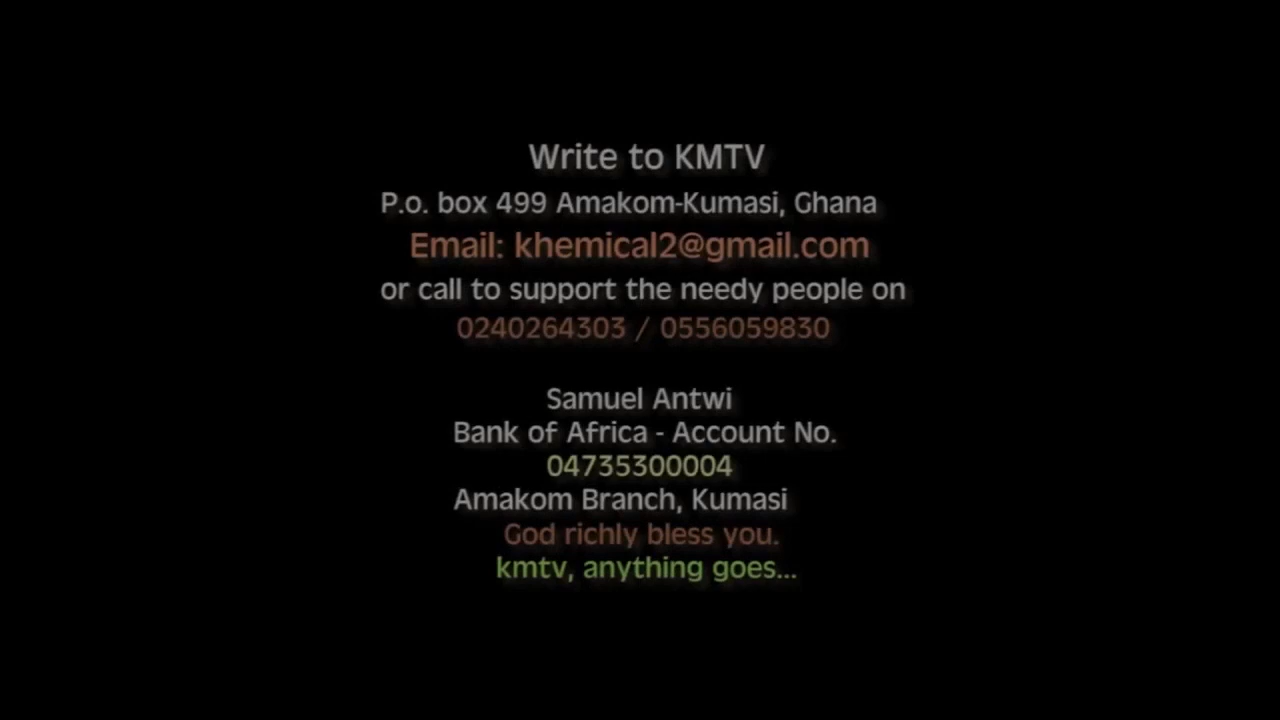 Write to KMTV
P.o. box 499 Amakom-Kumasi, Ghana
Email: khemical2@gmail.com
or call to support the needy people on
0240264303 / 0556059830
Samuel Antwi
Bank of Africa - Account No.
04735300004
Amakom Branch, Kumasi
God richly bless you.
kmtv, anything goes...